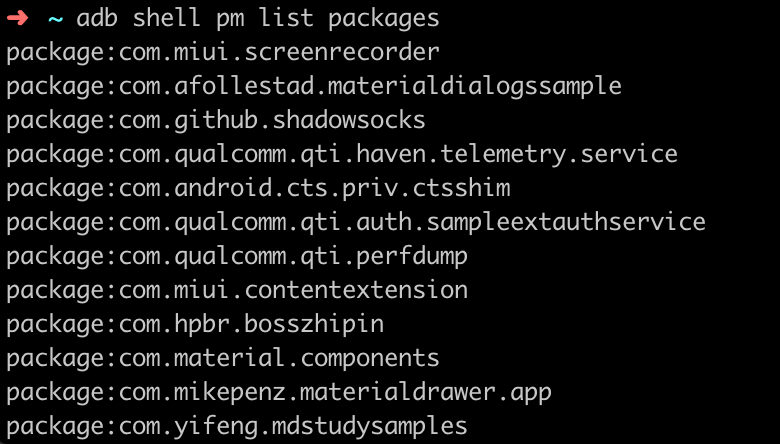 ➜ ~ adb shell pm list packages
package:com.miui.screenrecorder
package:com.afollestad.materialdialogssample
package:com.github.shadowsocks
package:com.qualcomm.qti.haven.telemetry.service
package:com.android.cts.priv.ctsshim
package:com.qualcomm.qti.auth.sampleextauthservice
package:com.qualcomm.qti.perfdump
package:com.miui.contentextension
package:com.hpbr.bosszhipin
package:com.material.components
package:com.mikepenz.materialdrawer.app
package:com.yifeng.mdstudysamples